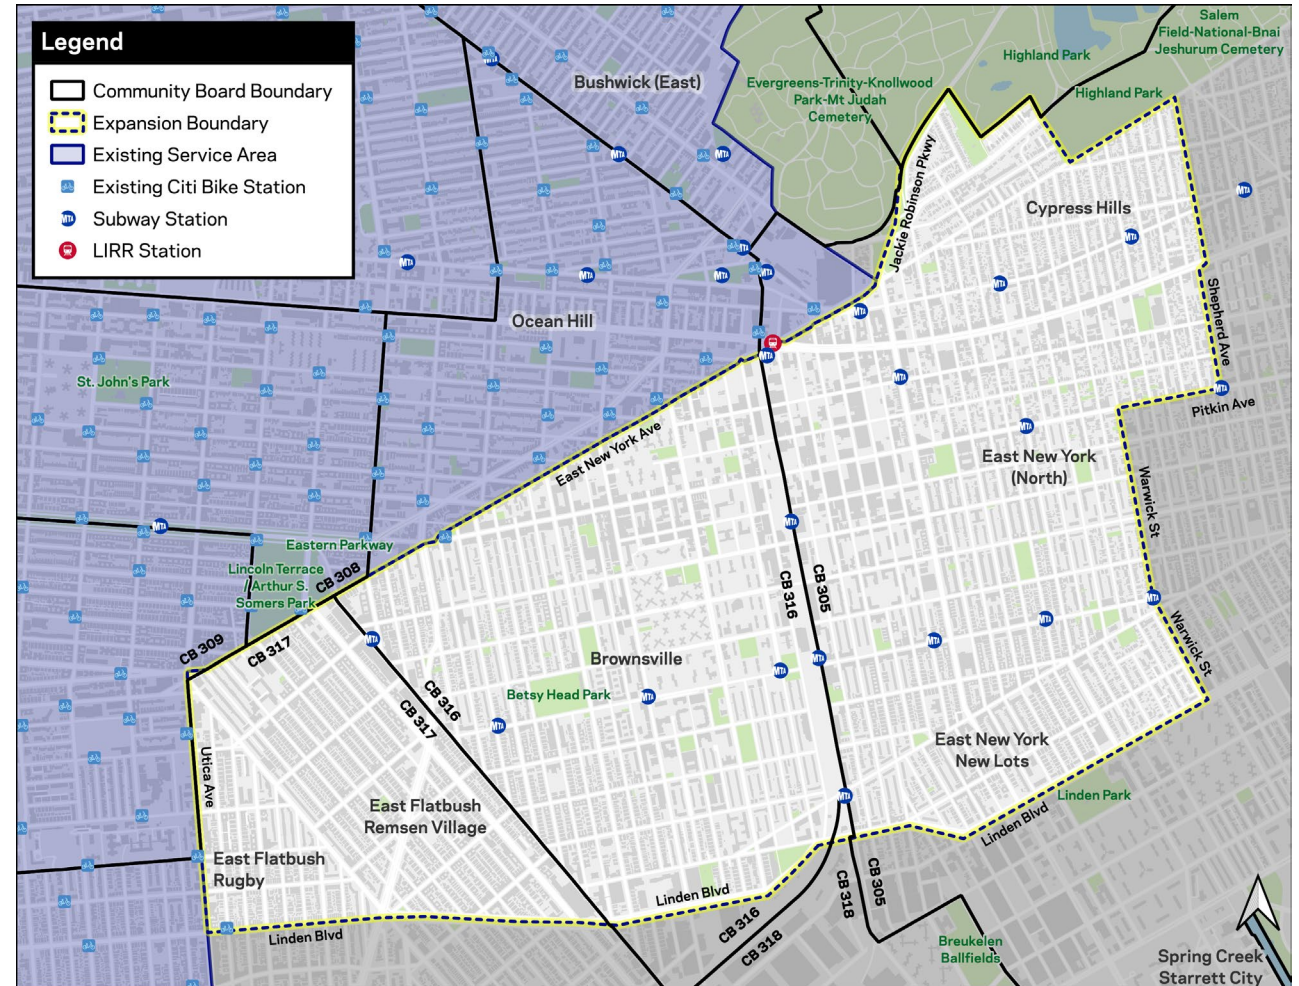 Legend
Community Board Boundary
Expansion Boundary
Existing Service Area
Existing Citi Bike Station
MTA
Subway Station
LIRR Station
Bushwick (East)
Evergreens-Trinity-Knollwood
Park-Mt Judah
Cemetery
Highland Park
Salem
Field-National-Bnai
Jeshurum Cemetery
Highland Park
Jackie Robinson Pkwy
Cypress Hills
Ocean Hill
Shepherd Ave
St. John's Park
Pitkin Ave
East New York Ave
East New York
(North)
Warwick St
Eastern Parkway
Lincoln Terrace
/ Arthur S.
Somers Park
CB 308
CB 309
CB 317
CB 316
CB 305
Warwick St
Brownsville
Betsy Head Park
CB 316
CB 317
Utica Ave
East New York
New Lots
East Flatbush
Remsen Village
Linden Park
Linden Blvd
East Flatbush
Rugby
Linden Blvd
CB 318
CB 305
Linden Blvd
CB 316
CB 318
Breukelen
Ballfields
Spring Creek
Starrett City